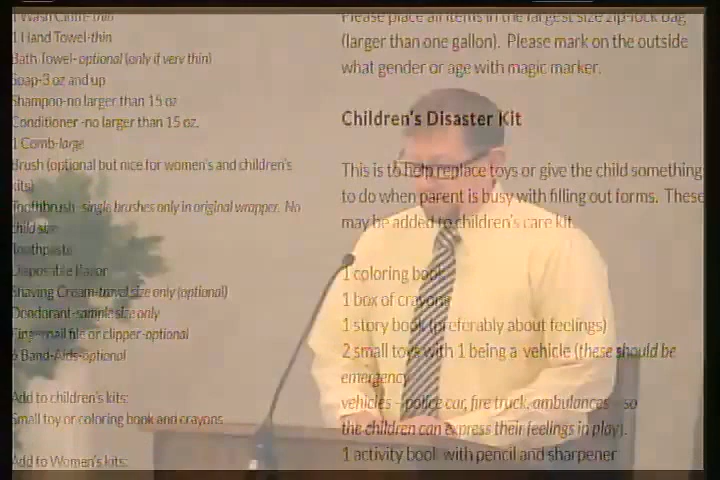 1 Wash Cloth-thin
1 Hand Towel-thin
Bath Towel- optional (only if very thin)
Soap-3 oz and up
Shampoo-no larger than 15 oz
Conditioner -no larger than 15 oz.
1 Comb-large
Brush (optional but nice for women's and children's
kits)
Toothbrush -single brushes only in original wrapper. No
child size
Toothpaste
Disposable Razor
Shaving Cream-travel size only (optional)
Deodorant-sample size only
Fingernail file or clipper-optional
6 Band-Aids-optional
Add to children's kits:
Small toy or coloring book and crayons
Add to Women's kits:
Please place all items in the largest size zip-lock bag
(larger than one gallon). Please mark on the outside
what gender or age with magic marker.
Children's Disaster Kit
This is to help replace toys or give the child something
to do when parent is busy with filling out forms. These
may be added to children's care kit.
1 coloring book
1 box of crayons
1 story book (preferably about feelings)
2 small toys with 1 being a vehicle (these should be
emergency
vehicles - police car, fire truck, ambulances - so
the children can express their feelings in play).
1 activity book with pencil and sharpener